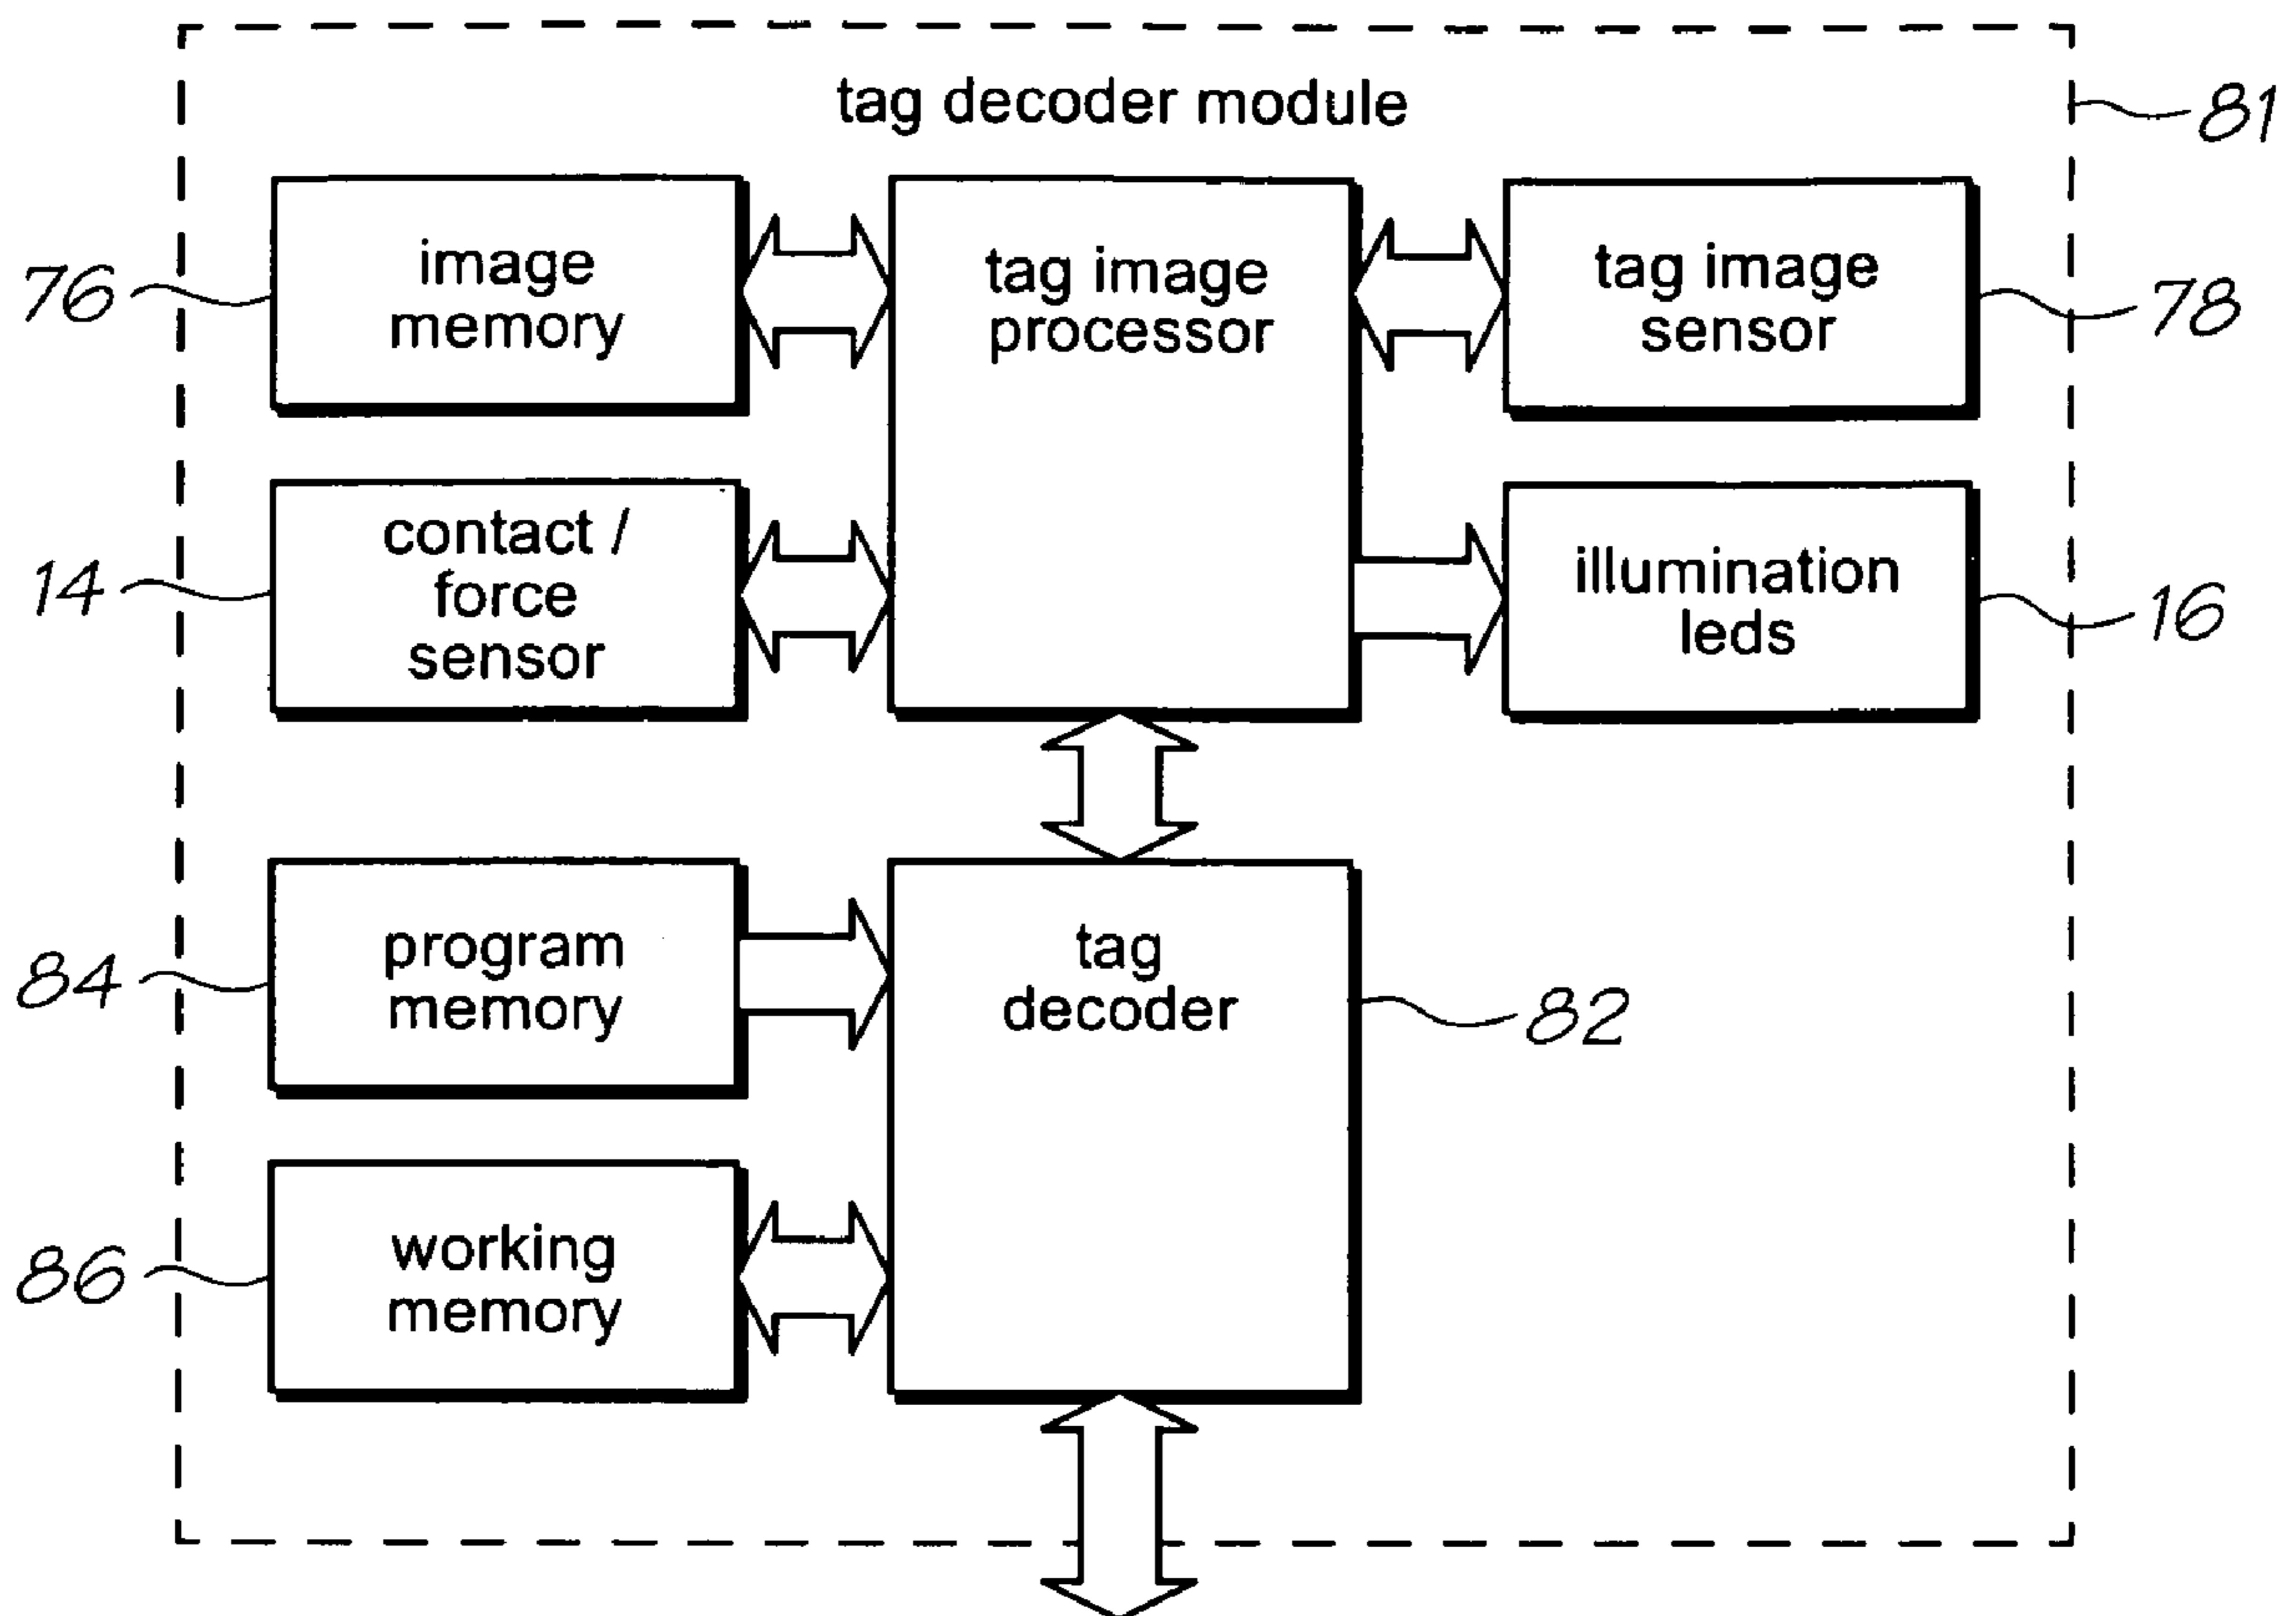 tag decoder module
81
image
memory
76
tag image
processor
tag image
sensor
78
contact /
force
sensor
14
illumination
leds
16
program
memory
84
tag
decoder
82
working
memory
86